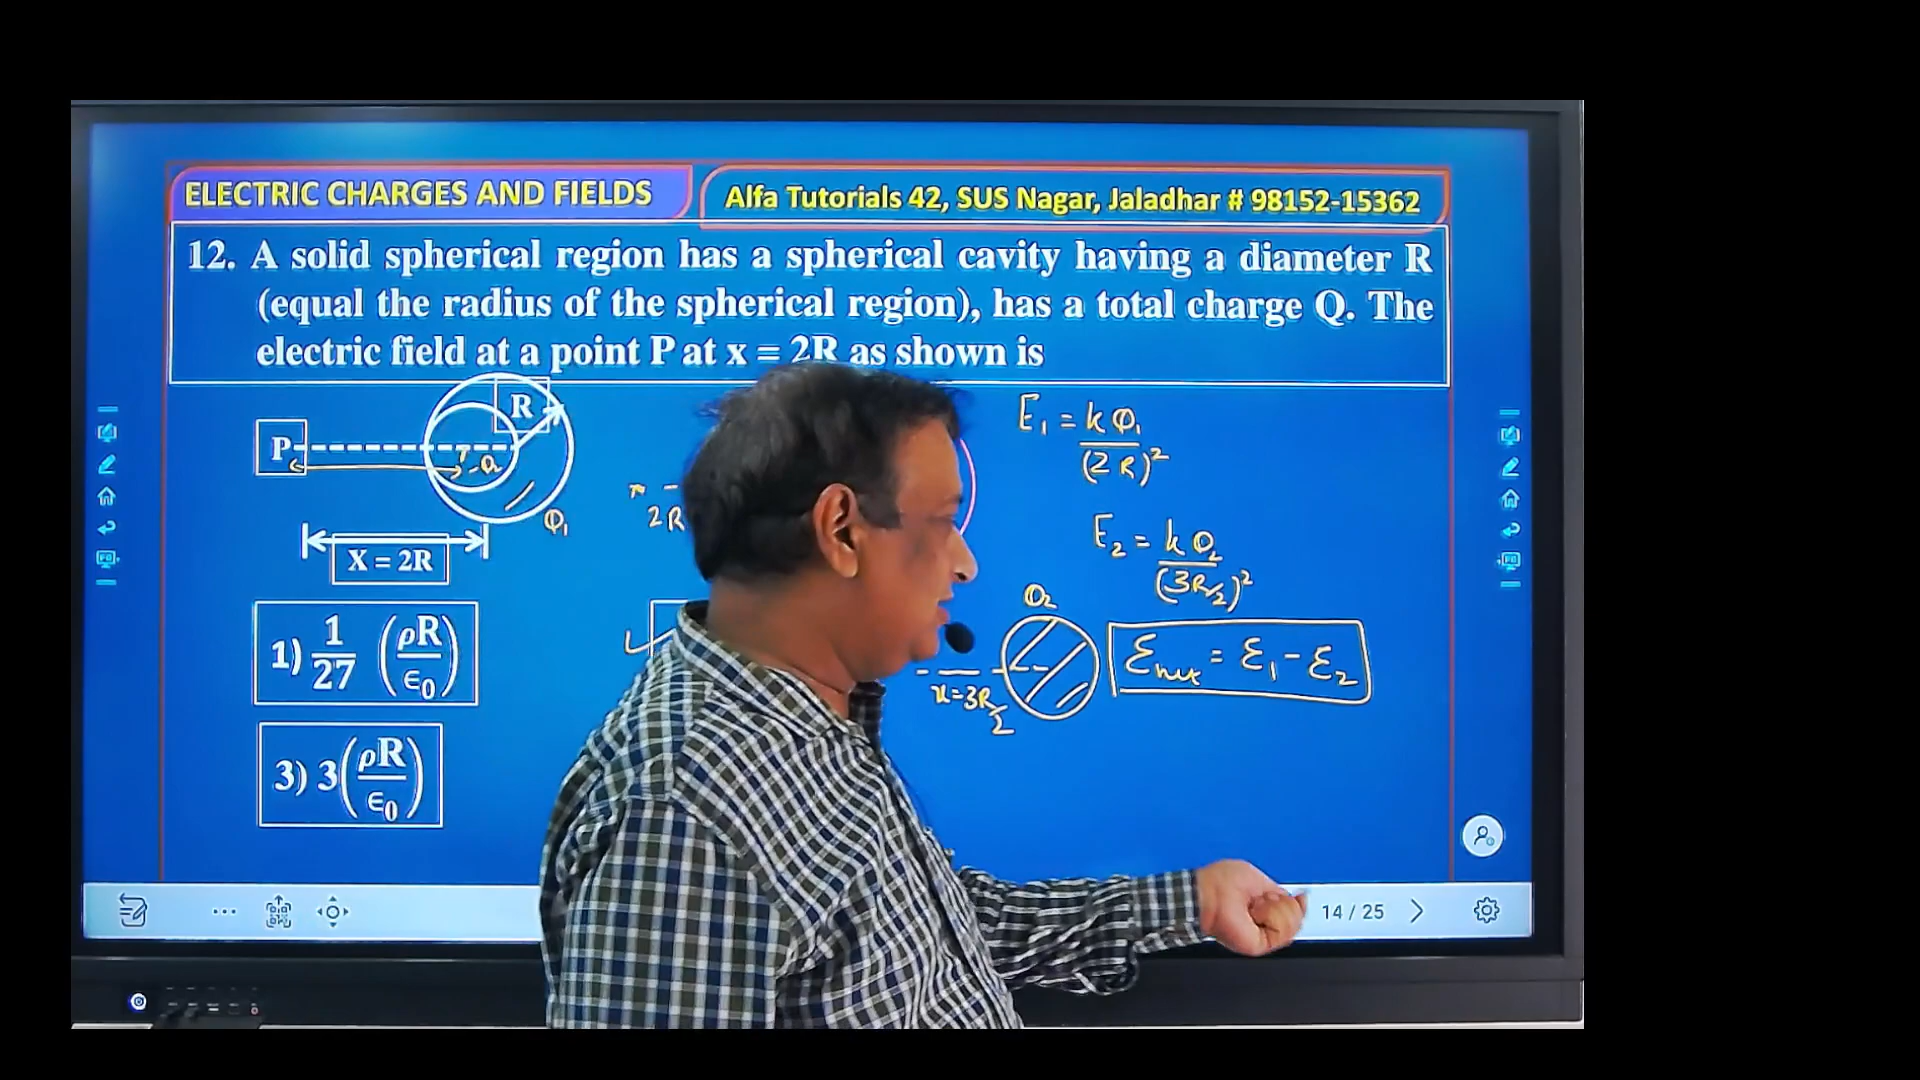 ELECTRIC CHARGES AND FIELDS
Alfa Tutorials 42, SUS Nagar, Jaladhar # 98152-15362
12. A solid spherical region has a spherical cavity having a diameter R
(equal the radius of the spherical region), has a total charge Q. The
electric field at a point P at x = 2R as shown is
R
P
Q₁
X = 2R
2R
E₁ = kQ₁/(2R)²
E₂ = kQ₂/(3R/2)²
Q₂
x=3R/2
Enet = E₁ - E₂
1) 1/27 (ρR/ϵ₀)
3) 3(ρR/ϵ₀)
14 / 25